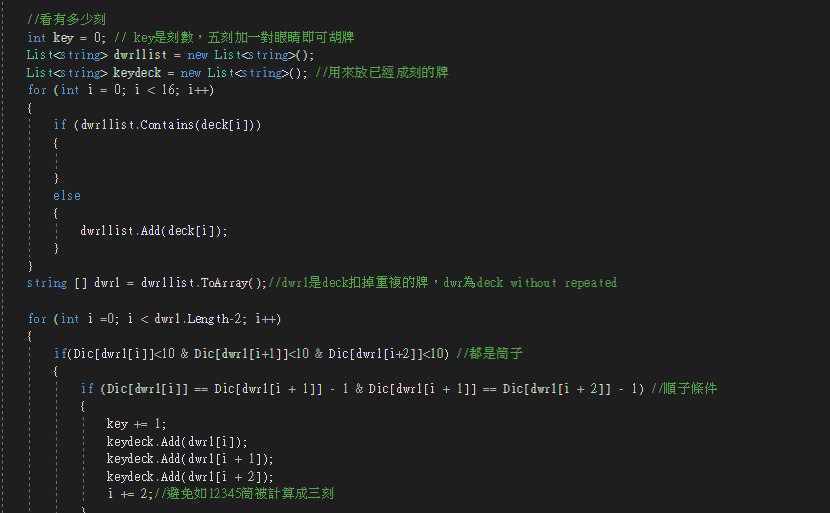 //看有多少刻
int key = 0; // key是刻數，五刻加一對眼睛即可胡牌
List<string> dwr1list = new List<string>();
List<string> keydeck = new List<string>(); //用來放已經成刻的牌
for (int i = 0; i < 16; i++)
{
if (dwr1list.Contains(deck[i]))
{
}
else
{
dwr1list.Add(deck[i]);
}
}
string [] dwr1 = dwr1list.ToArray();//dwr1是deck扣掉重複的牌，dwr為deck without repeated
for (int i =0; i < dwr1.Length-2; i++)
{
if(Dic[dwr1[i]]<10 & Dic[dwr1[i+1]]<10 & Dic[dwr1[i+2]]<10) //都是筒子
{
if (Dic[dwr1[i]] == Dic[dwr1[i + 1]] - 1 & Dic[dwr1[i + 1]] == Dic[dwr1[i + 2]] - 1) //順子條件
{
key += 1;
keydeck.Add(dwr1[i]);
keydeck.Add(dwr1[i + 1]);
keydeck.Add(dwr1[i + 2]);
i += 2;//避免如12345筒被計算成三刻
}